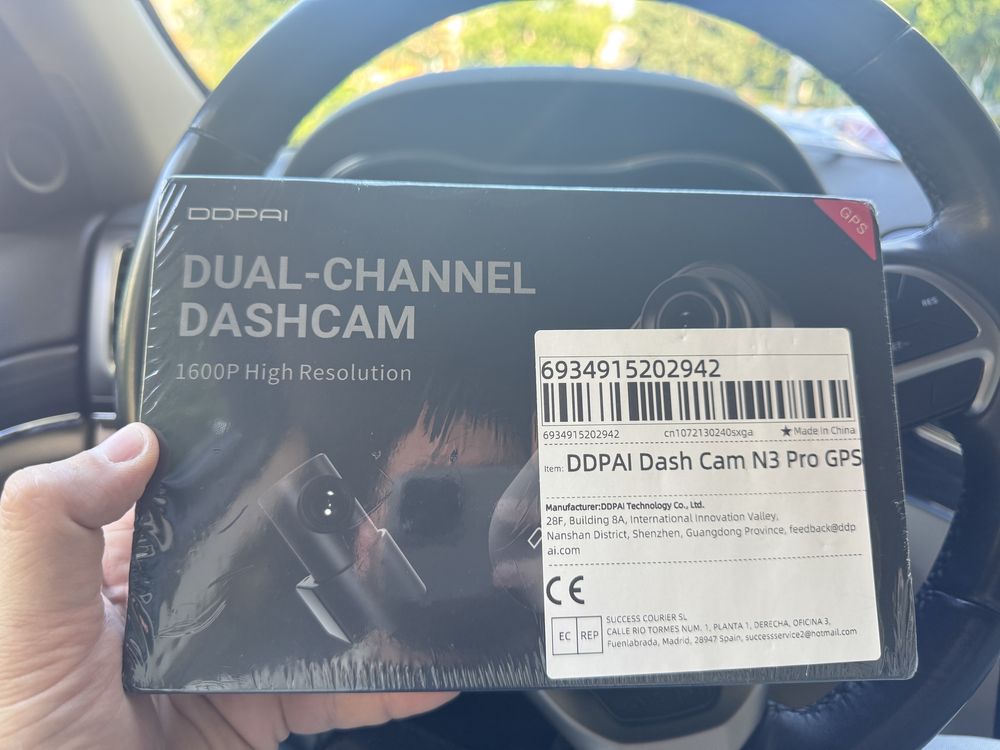 DDPAI
GPS
DUAL-CHANNEL
DASHCAM
1600P High Resolution
6934915202942
6934915202942 cn1072130240sxga ★ Made in China
Item: DDPAI Dash Cam N3 Pro GPS
Manufacturer:DDPAI Technology Co., Ltd.
28F, Building 8A, International Innovation Valley,
Nanshan District, Shenzhen, Guangdong Province, feedback@ddp
ai.com
CE
EC REP
SUCCESS COURIER SL
CALLE RIO TORMES NUM. 1, PLANTA 1, DERECHA, OFICINA 3,
Fuenlabrada, Madrid, 28947 Spain, successservice2@hotmail.com
RES